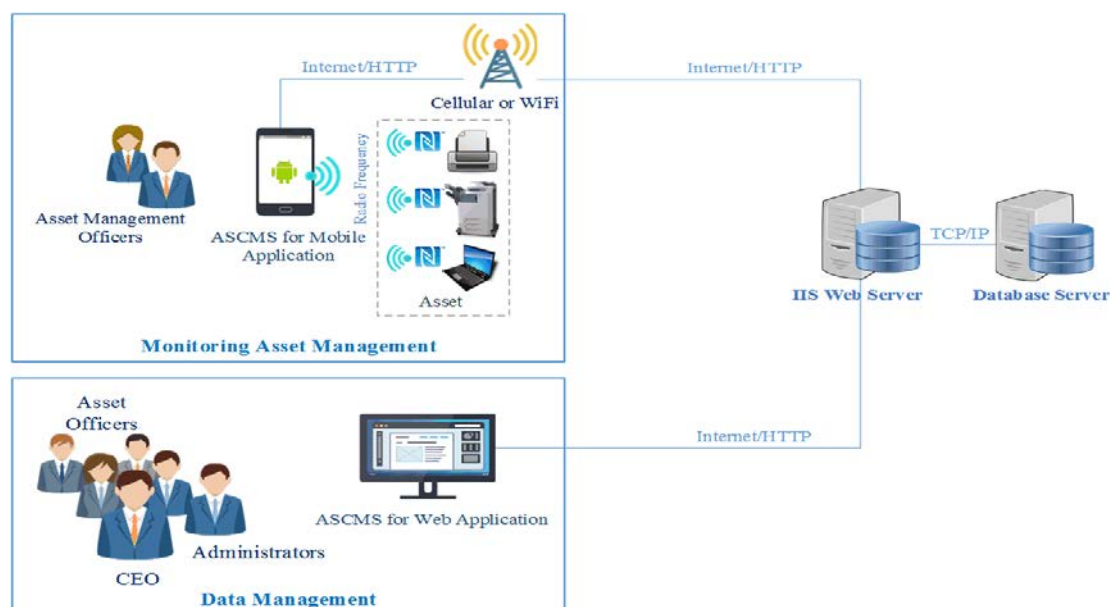 Internet/HTTP
Internet/HTTP
Cellular or WiFi
Radio Frequency
Asset Management
Officers
ASCMS for Mobile
Application
Asset
Monitoring Asset Management
TCP/IP
IIS Web Server
Database Server
Asset
Officers
Internet/HTTP
ASCMS for Web Application
Administrators
CEO
Data Management